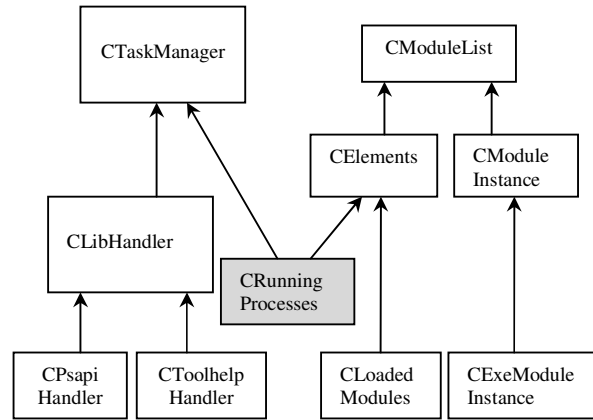 CTaskManager
CModuleList
CElements
CModule
Instance
CLibHandler
CRunning
Processes
CPsapi
Handler
CToolhelp
Handler
CLoaded
Modules
CExeModule
Instance